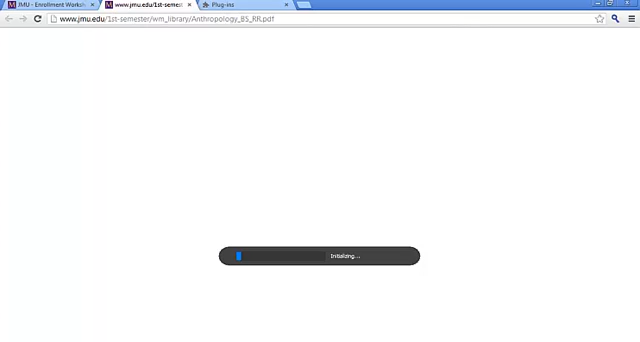 JMU - Enrollment Worksh
www.jmu.edu/1st-semest
Plug-ins
www.jmu.edu/1st-semester/wm_library/Anthropology_BS_RR.pdf
Initializing...